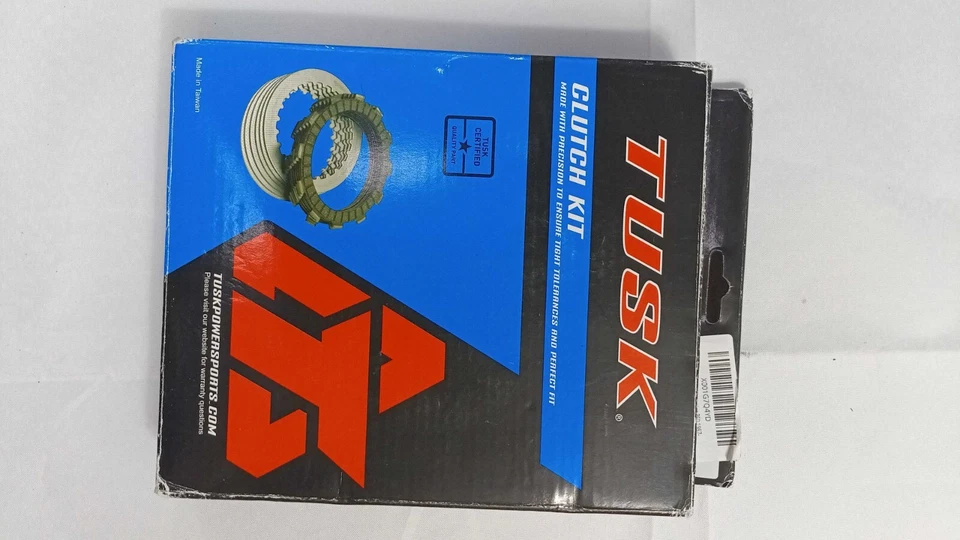 TUSK®
CLUTCH KIT
MADE WITH PRECISION TO ENSURE TIGHT TOLERANCES AND PERFECT FIT
TUSK
CERTIFIED
QUALITY PART
Made in Taiwan
TUSKPOWERSPORTS.COM
Please visit our website for warranty questions
X001G7Q41D